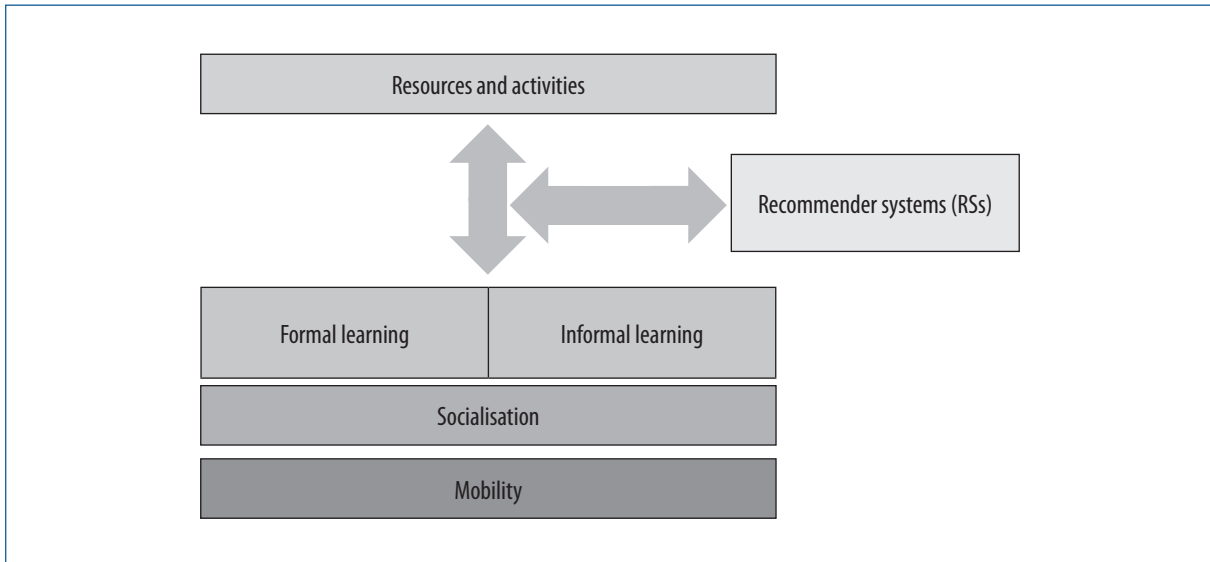 Resources and activities
Recommender systems (RSs)
Formal learning
Informal learning
Socialisation
Mobility